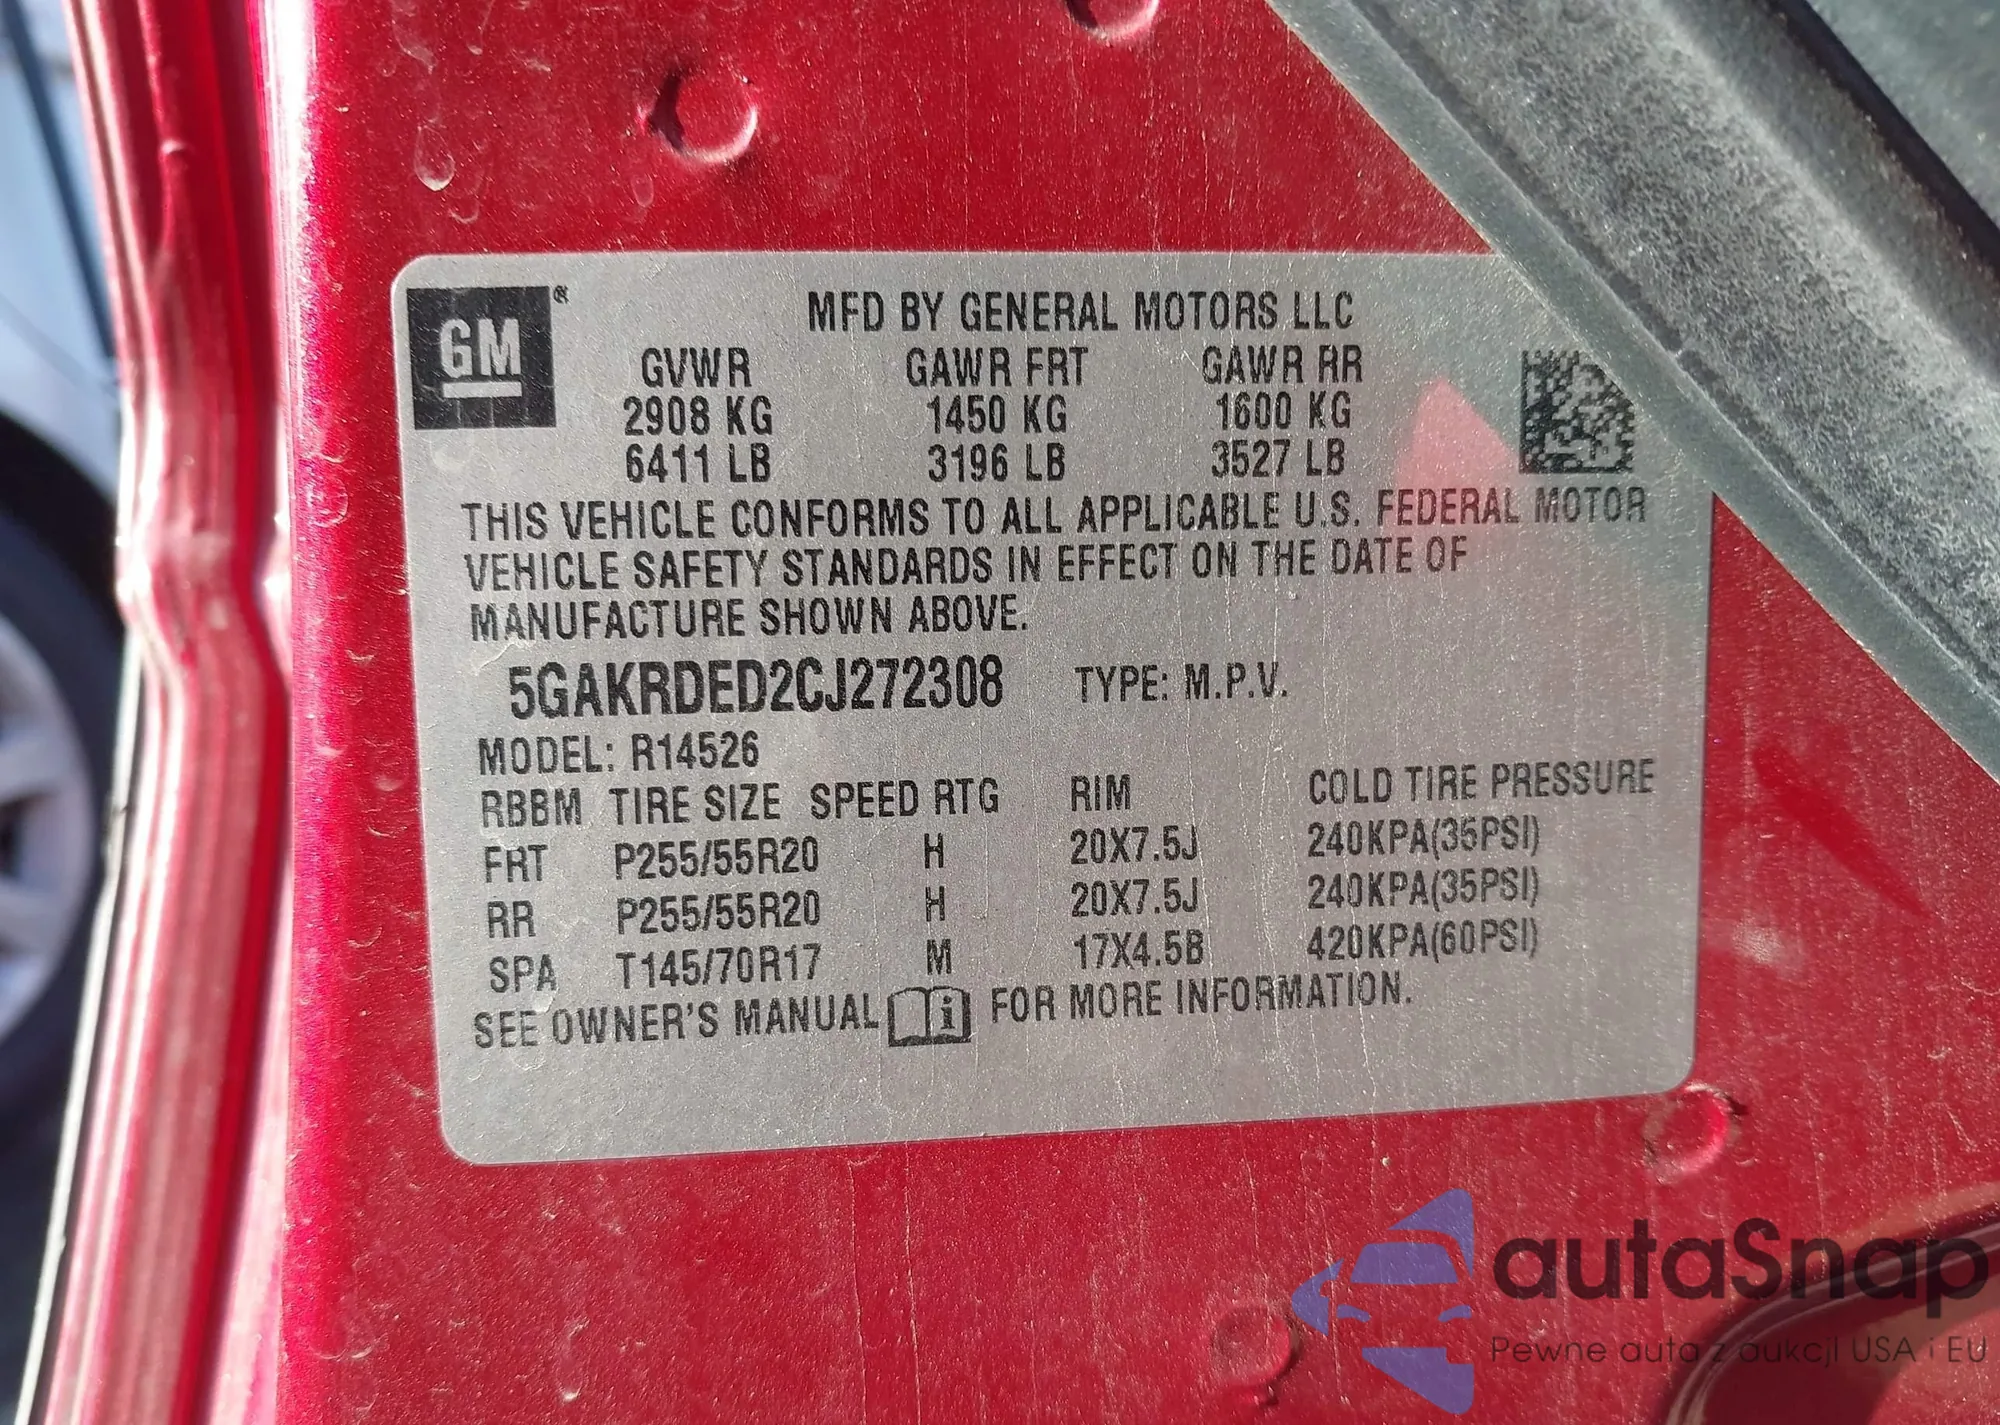 GM ®
MFD BY GENERAL MOTORS LLC
GVWR GAWR FRT GAWR RR
2908 KG 1450 KG 1600 KG
6411 LB 3196 LB 3527 LB
THIS VEHICLE CONFORMS TO ALL APPLICABLE U.S. FEDERAL MOTOR
VEHICLE SAFETY STANDARDS IN EFFECT ON THE DATE OF
MANUFACTURE SHOWN ABOVE.
5GAKRDED2CJ272308 TYPE: M.P.V.
MODEL: R14526
RBBM TIRE SIZE SPEED RTG RIM COLD TIRE PRESSURE
FRT P255/55R20 H 20X7.5J 240KPA(35PSI)
RR P255/55R20 H 20X7.5J 240KPA(35PSI)
SPA T145/70R17 M 17X4.5B 420KPA(60PSI)
SEE OWNER'S MANUAL i FOR MORE INFORMATION.
autaSnap
Pewne auta z aukcji USA i EU